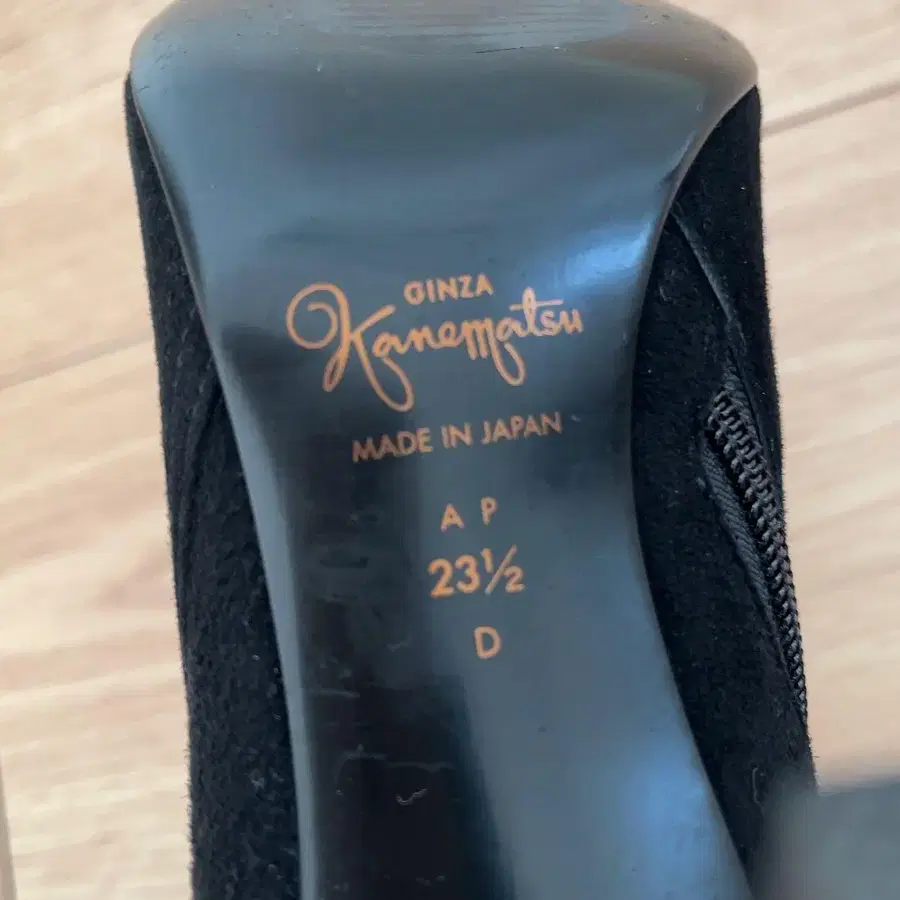 GINZA
Kanematsu
MADE IN JAPAN
A P
23½
D